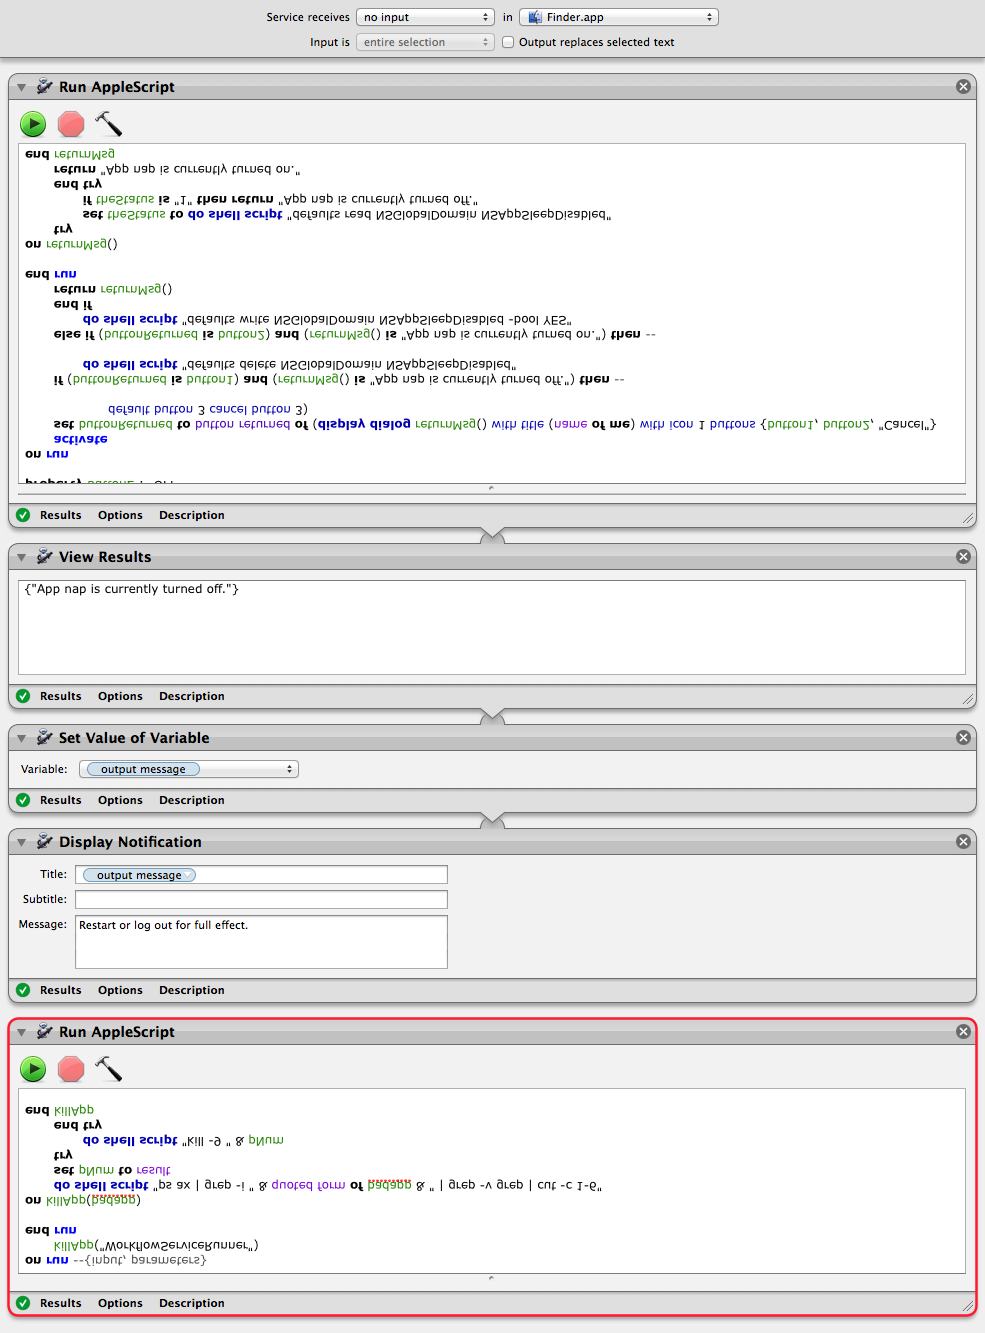 Service receives no input in Finder.app
Input is entire selection Output replaces selected text
Run AppleScript
on run
activate
set buttonReturned to button returned of (display dialog returnMsg() with title (name of me) with icon 1 buttons {button1, button2, "Cancel"}
default button 3 cancel button 3)
if (buttonReturned is button1) and (returnMsg() is "App nap is currently turned off.") then --
do shell script "defaults delete NSGlobalDomain NSAppSleepDisabled"
else if (buttonReturned is button2) and (returnMsg() is "App nap is currently turned on.") then --
do shell script "defaults write NSGlobalDomain NSAppSleepDisabled -bool YES"
end if
return returnMsg()
end run
on returnMsg()
try
set theStatus to do shell script "defaults read NSGlobalDomain NSAppSleepDisabled"
if theStatus is "1" then return "App nap is currently turned off."
end try
return "App nap is currently turned on."
end returnMsg
Results Options Description
View Results
{"App nap is currently turned off."}
Results Options Description
Set Value of Variable
Variable: output message
Results Options Description
Display Notification
Title: output message
Subtitle:
Message: Restart or log out for full effect.
Results Options Description
Run AppleScript
on run --{input, parameters}
killApp("WorkflowServiceRunner")
end run
on killApp(badapp)
do shell script "ps ax | grep -i " & quoted form of badapp & " | grep -v grep | cut -c 1-6"
set pNum to result
try
do shell script "kill -9 " & pNum
end try
end killApp
Results Options Description